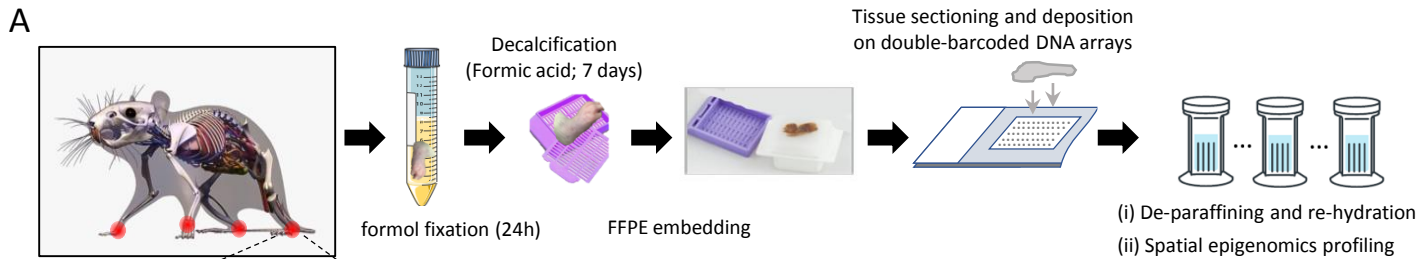 A
Tissue sectioning and deposition
on double-barcoded DNA arrays
Decalcification
(Formic acid; 7 days)
formol fixation (24h)
FFPE embedding
(i) De-paraffining and re-hydration
(ii) Spatial epigenomics profiling